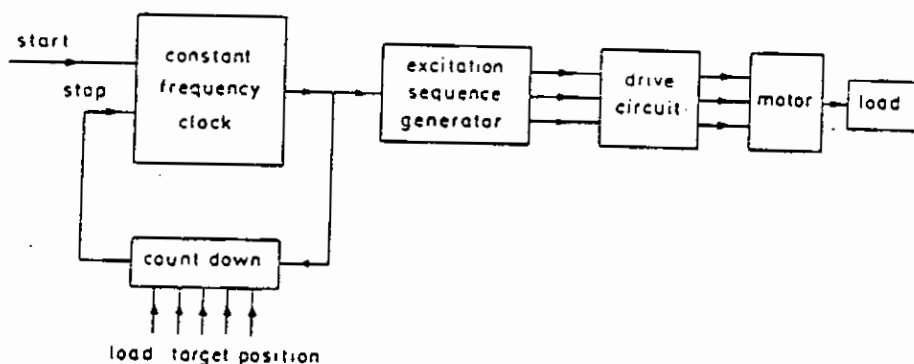 start
stop
constant
frequency
clock
excitation
sequence
generator
drive
circuit
motor
load
count down
load target position